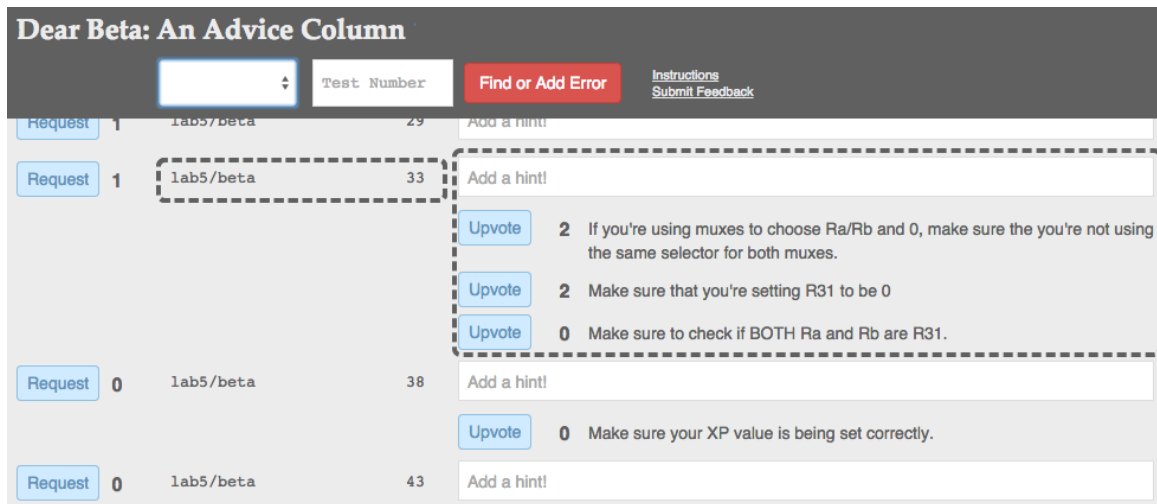 Dear Beta: An Advice Column
Test Number
Find or Add Error
Instructions
Submit Feedback
Request 1 lab5/beta 29 Add a hint!
Request 1 lab5/beta 33 Add a hint!
Upvote 2 If you're using muxes to choose Ra/Rb and 0, make sure the you're not using
the same selector for both muxes.
Upvote 2 Make sure that you're setting R31 to be 0
Upvote 0 Make sure to check if BOTH Ra and Rb are R31.
Request 0 lab5/beta 38 Add a hint!
Upvote 0 Make sure your XP value is being set correctly.
Request 0 lab5/beta 43 Add a hint!